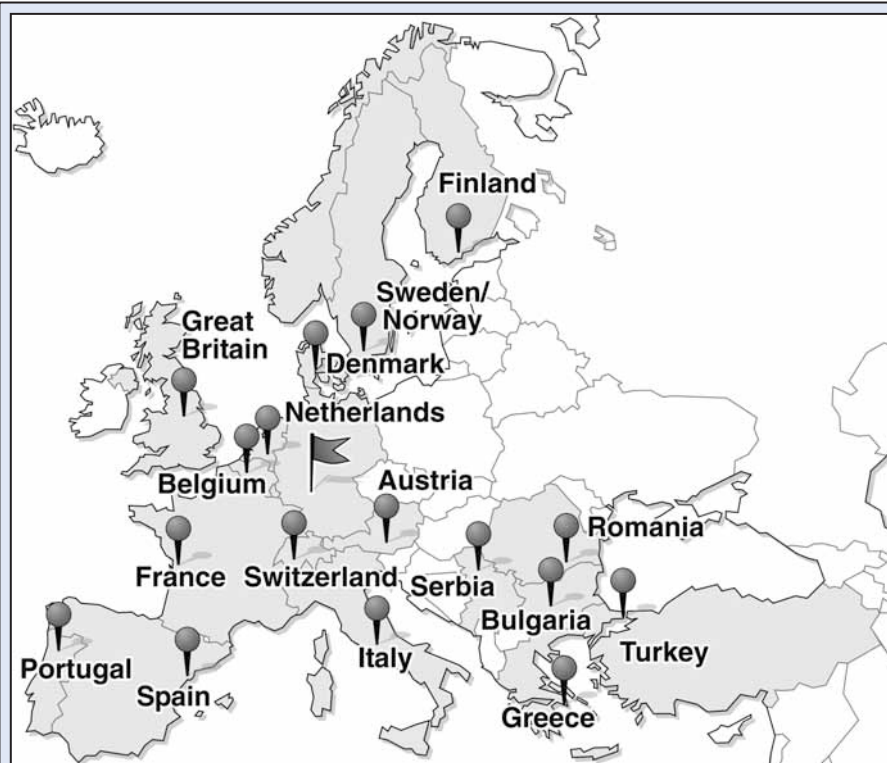 Finland
Sweden/
Norway
Great
Britain
Denmark
Netherlands
Belgium
Austria
Romania
France
Switzerland
Serbia
Bulgaria
Portugal
Spain
Italy
Turkey
Greece